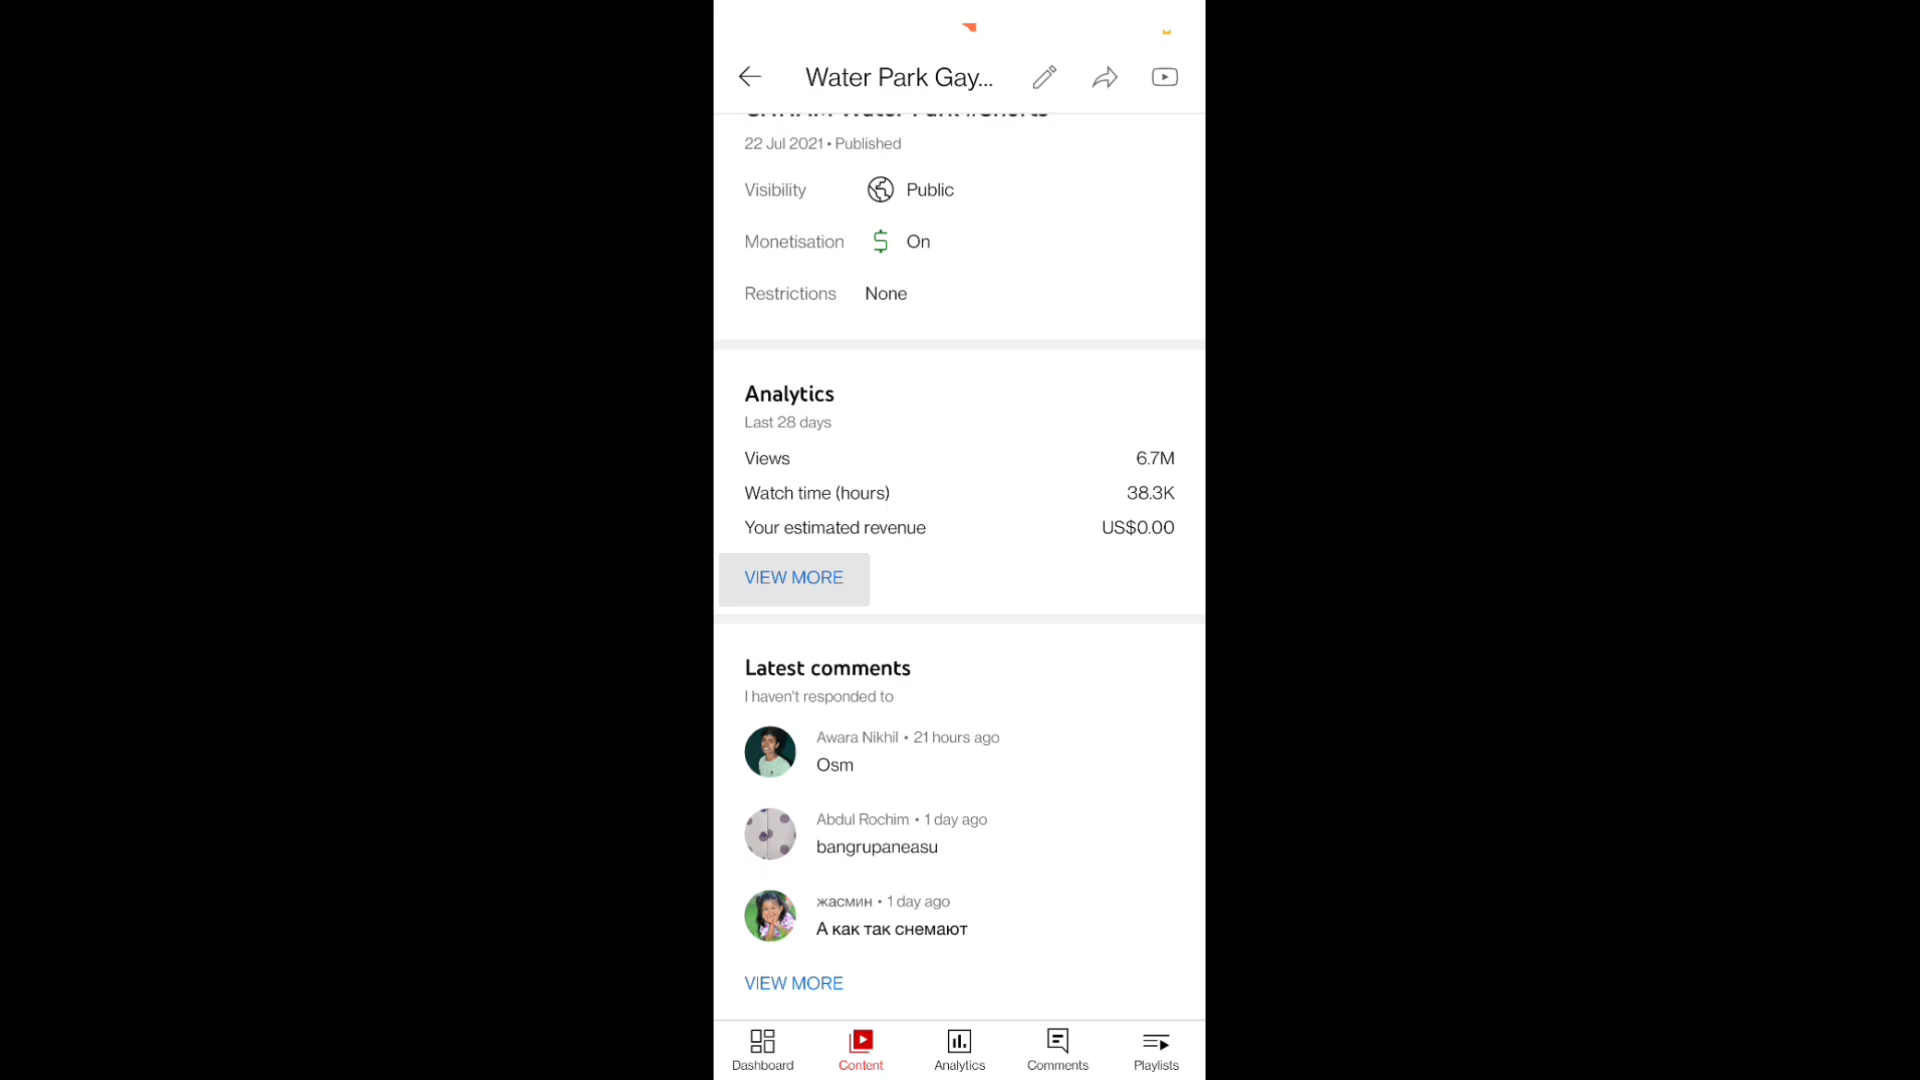 Water Park Gay...
Water Park #Shorts
22 Jul 2021 • Published
Visibility Public
Monetisation On
Restrictions None
Analytics
Last 28 days
Views 6.7M
Watch time (hours) 38.3K
Your estimated revenue US$0.00
VIEW MORE
Latest comments
I haven't responded to
Awara Nikhil • 21 hours ago
Osm
Abdul Rochim • 1 day ago
bangrupaneasu
жасмин • 1 day ago
А как так снемают
VIEW MORE
Dashboard Content Analytics Comments Playlists